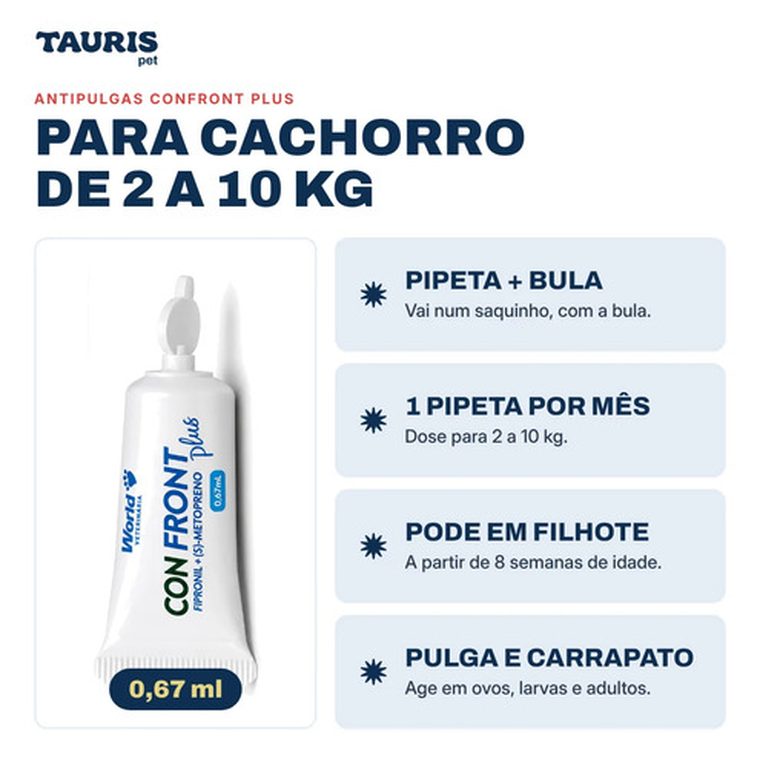 TAURIS
pet
ANTIPULGAS CONFRONT PLUS
PARA CACHORRO
DE 2 A 10 KG
World
VETERINÁRIA
CON FRONT plus
FIPRONIL + (S)-METOPRENO
0,67mL
0,67 ml
PIPETA + BULA
Vai num saquinho, com a bula.
1 PIPETA POR MÊS
Dose para 2 a 10 kg.
PODE EM FILHOTE
A partir de 8 semanas de idade.
PULGA E CARRAPATO
Age em ovos, larvas e adultos.